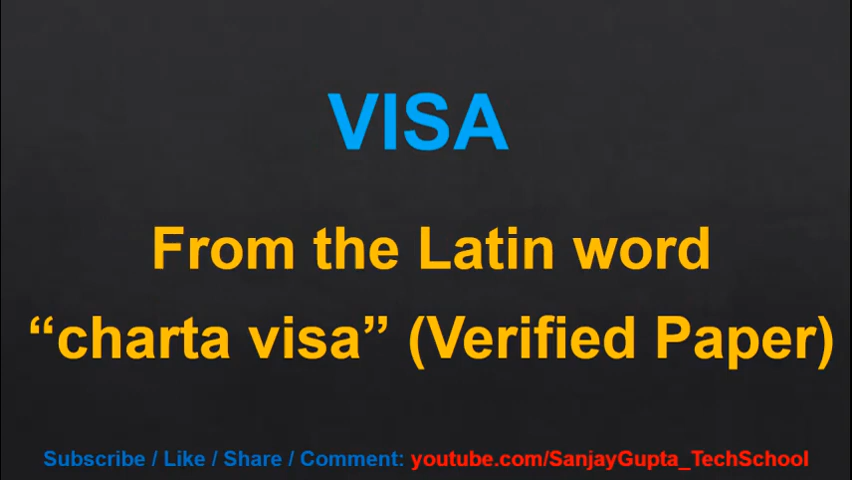 VISA
From the Latin word
“charta visa” (Verified Paper)
Subscribe / Like / Share / Comment: youtube.com/SanjayGupta_TechSchool